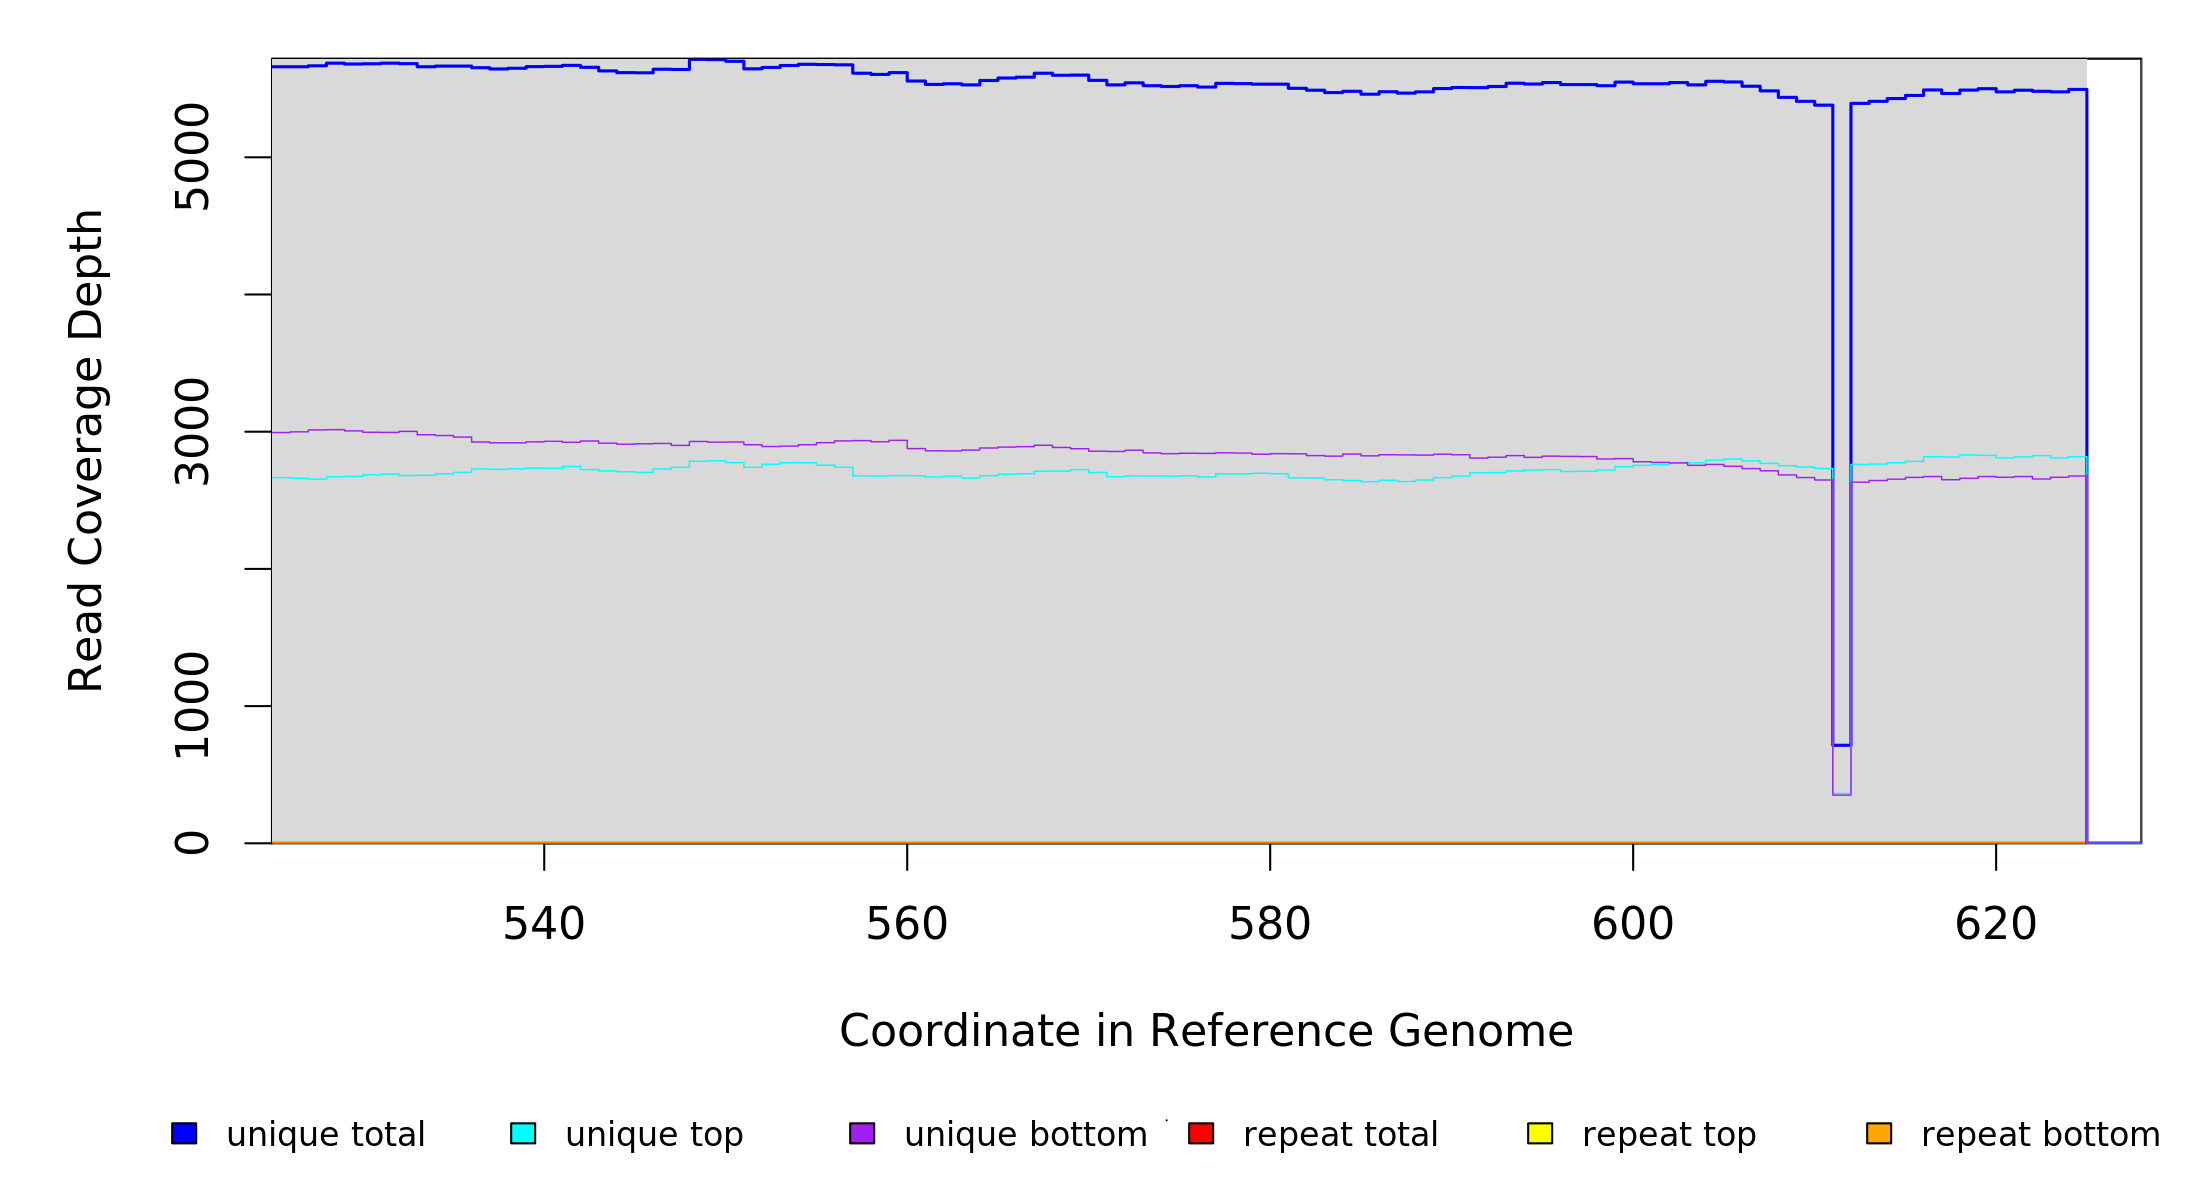 Read Coverage Depth
5000
3000
1000
0
540 560 580 600 620
Coordinate in Reference Genome
unique total unique top unique bottom repeat total repeat top repeat bottom